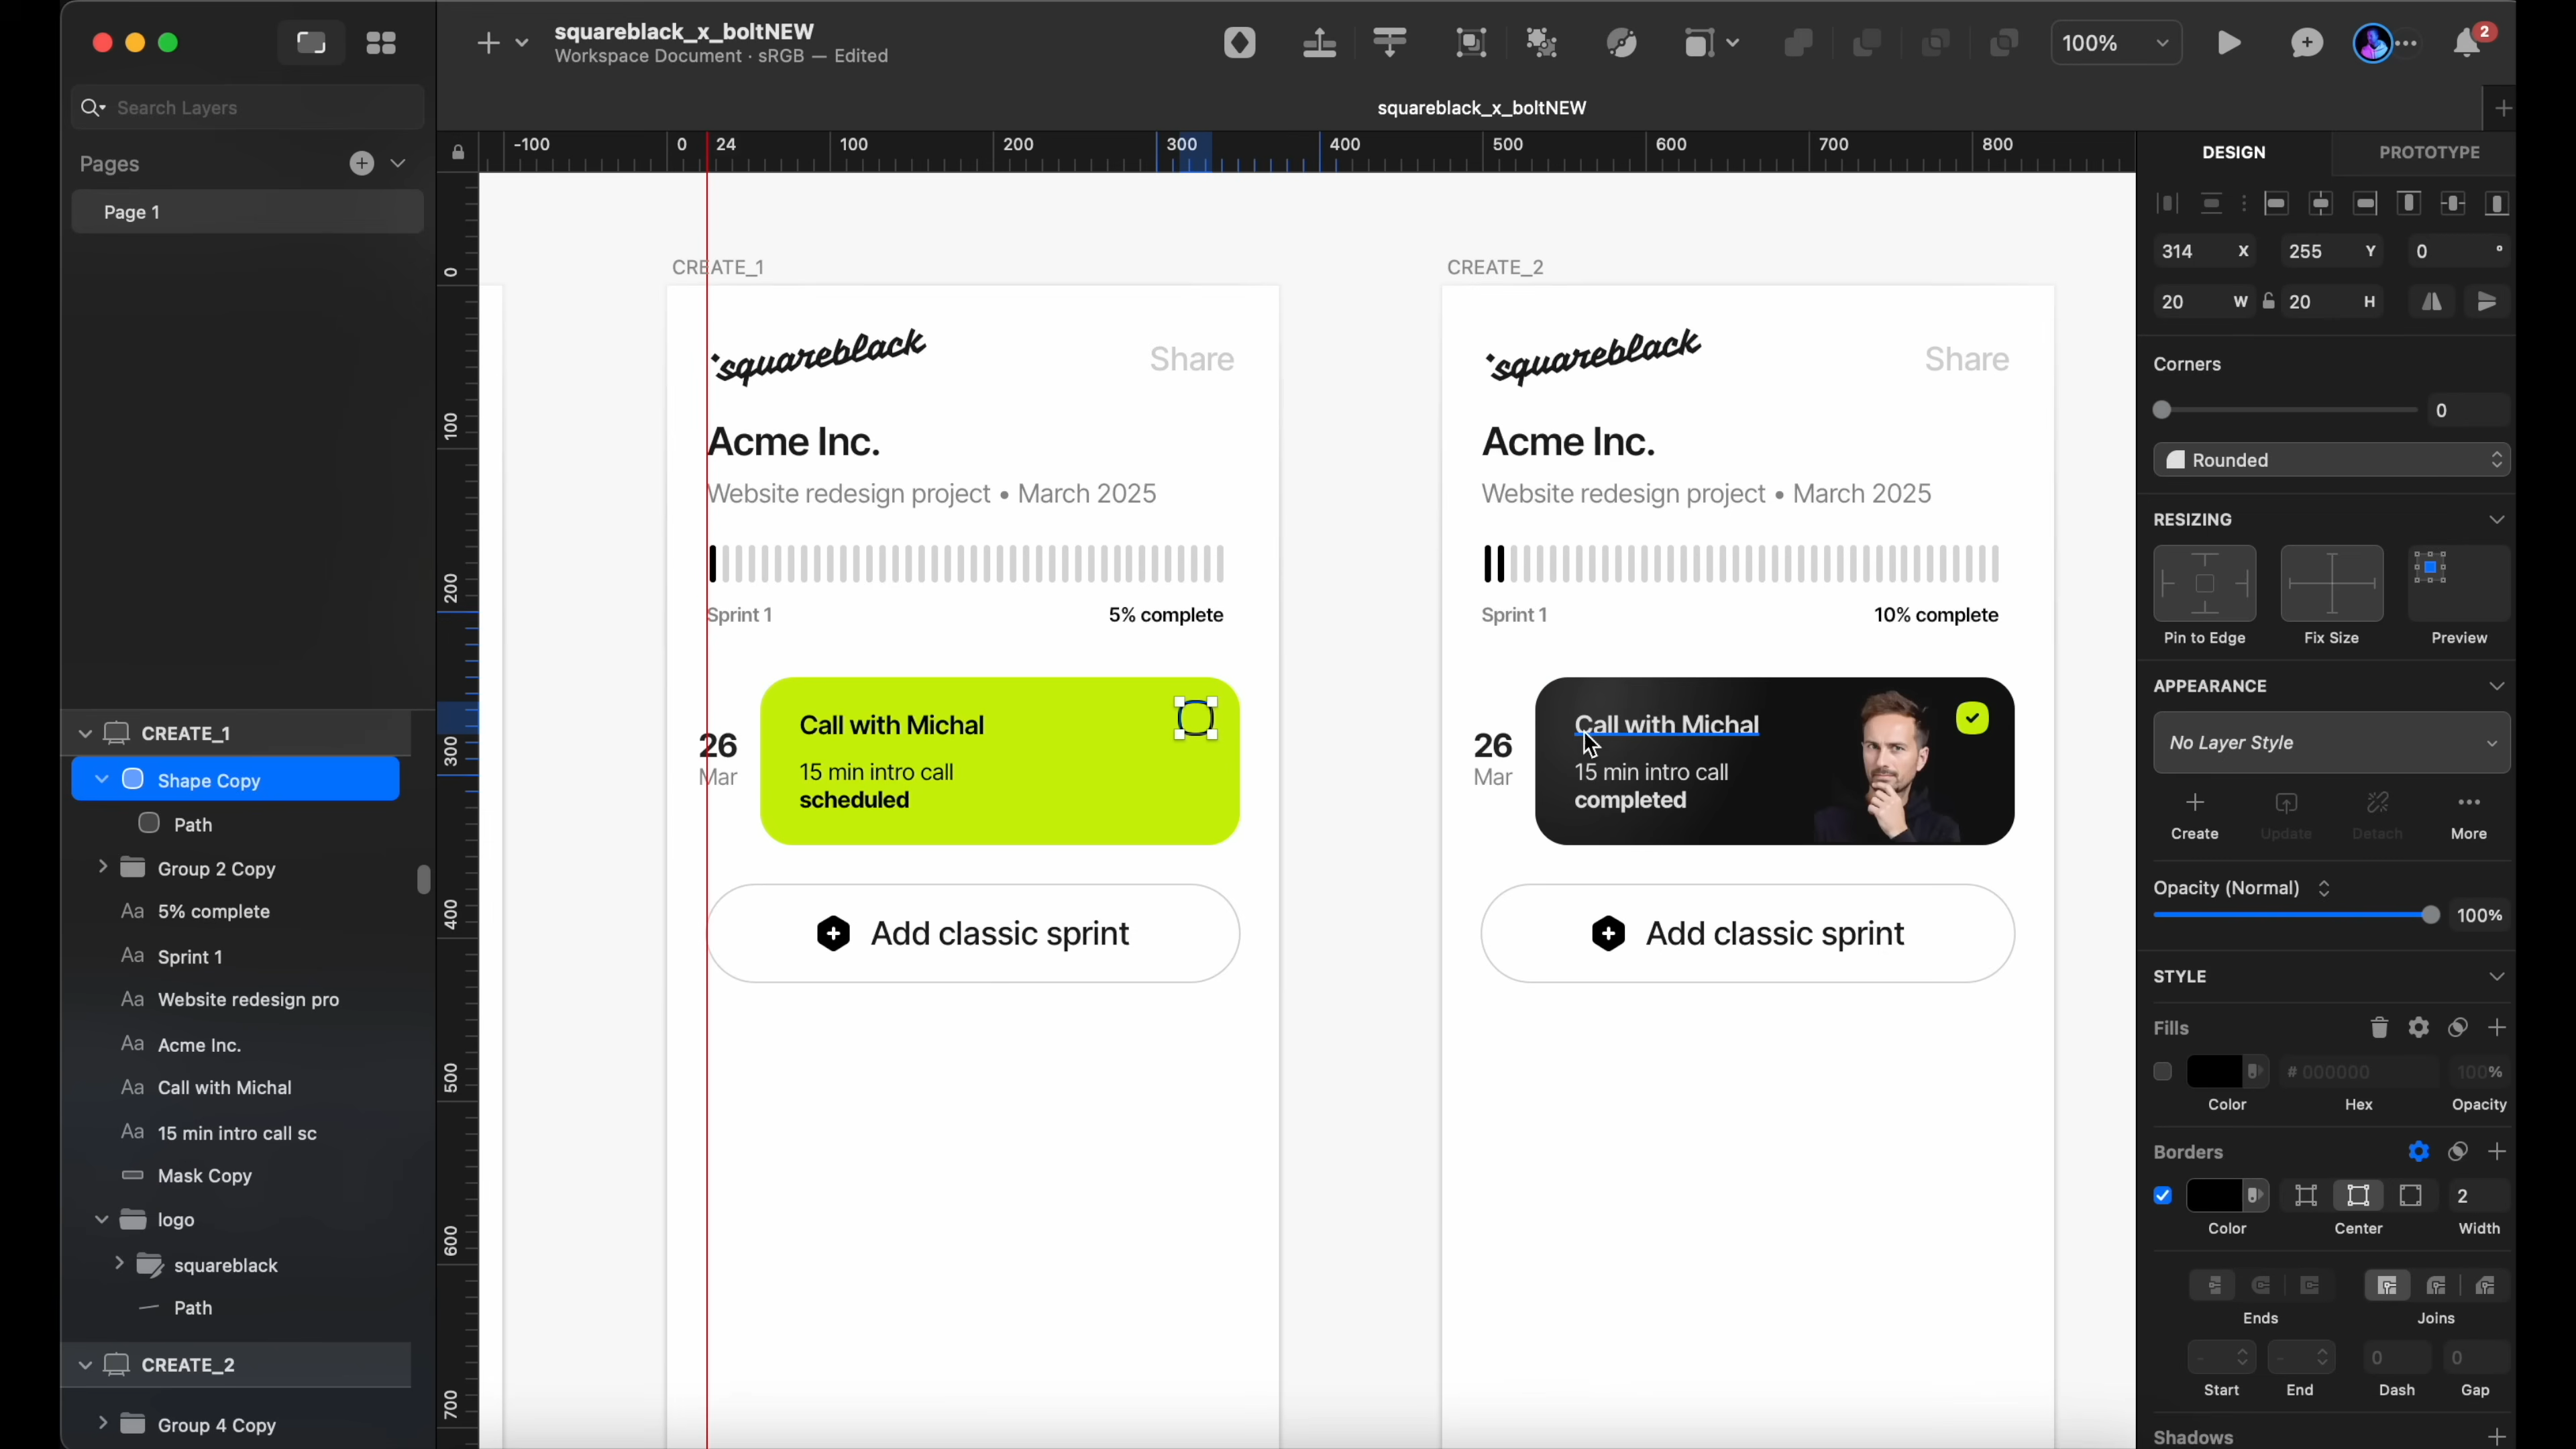 squareblack_x_boltNEW
Workspace Document · sRGB — Edited
100%
2
Search Layers
squareblack_x_boltNEW
Pages
Page 1
-100
0
24
100
200
300
400
500
600
700
800
DESIGN
PROTOTYPE
0
100
200
300
400
500
600
700
CREATE_1
Shape Copy
Path
Group 2 Copy
Aa 5% complete
Aa Sprint 1
Aa Website redesign pro
Aa Acme Inc.
Aa Call with Michal
Aa 15 min intro call sc
Mask Copy
logo
squareblack
Path
CREATE_2
Group 4 Copy
CREATE_1
squareblack
Share
Acme Inc.
Website redesign project • March 2025
Sprint 1
5% complete
26
Mar
Call with Michal
15 min intro call
scheduled
Add classic sprint
CREATE_2
squareblack
Share
Acme Inc.
Website redesign project • March 2025
Sprint 1
10% complete
26
Mar
Call with Michal
15 min intro call
completed
Add classic sprint
314 X 255 Y 0 °
20 W 20 H
Corners
0
Rounded
RESIZING
Pin to Edge
Fix Size
Preview
APPEARANCE
No Layer Style
Create
Update
Detach
More
Opacity (Normal)
100%
STYLE
Fills
# 000000
100%
Color
Hex
Opacity
Borders
2
Color
Center
Width
Ends
Joins
- - 0 0
Start
End
Dash
Gap
Shadows